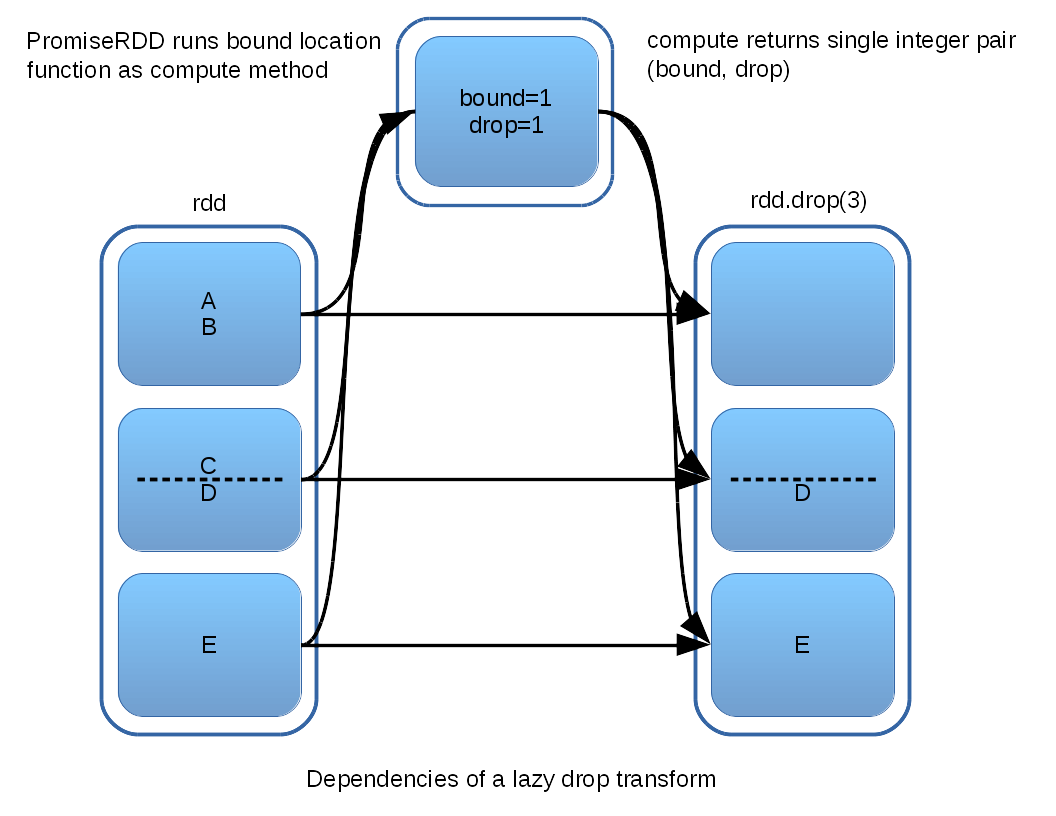 PromiseRDD runs bound location
function as compute method
compute returns single integer pair
(bound, drop)
bound=1
drop=1
rdd
rdd.drop(3)
A
B
C
D
D
E
E
Dependencies of a lazy drop transform